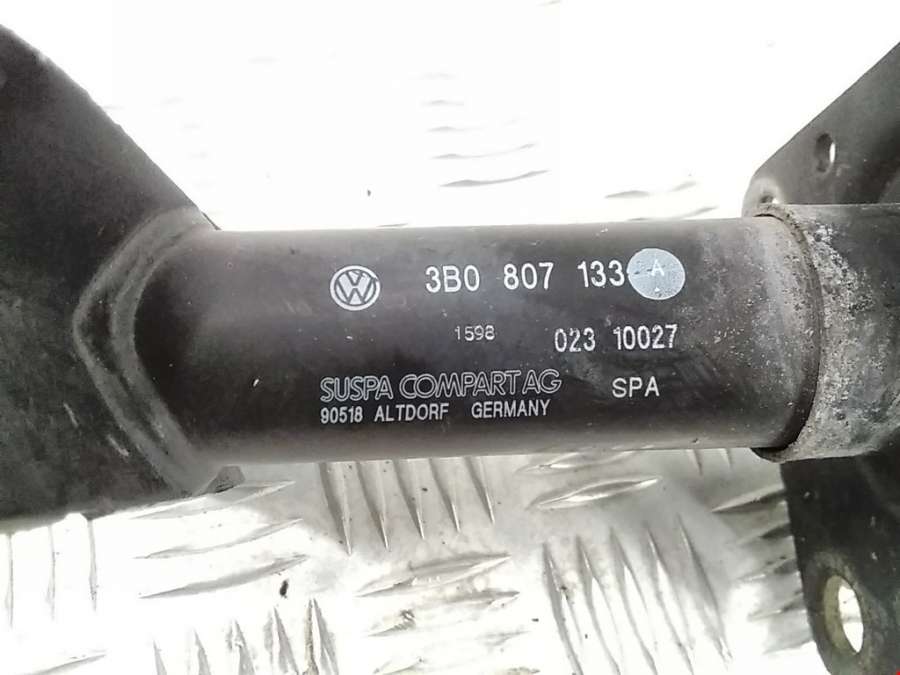 3B0 807 133 A
1598 023 10027
SUSPA COMPART AG SPA
90518 ALTDORF GERMANY